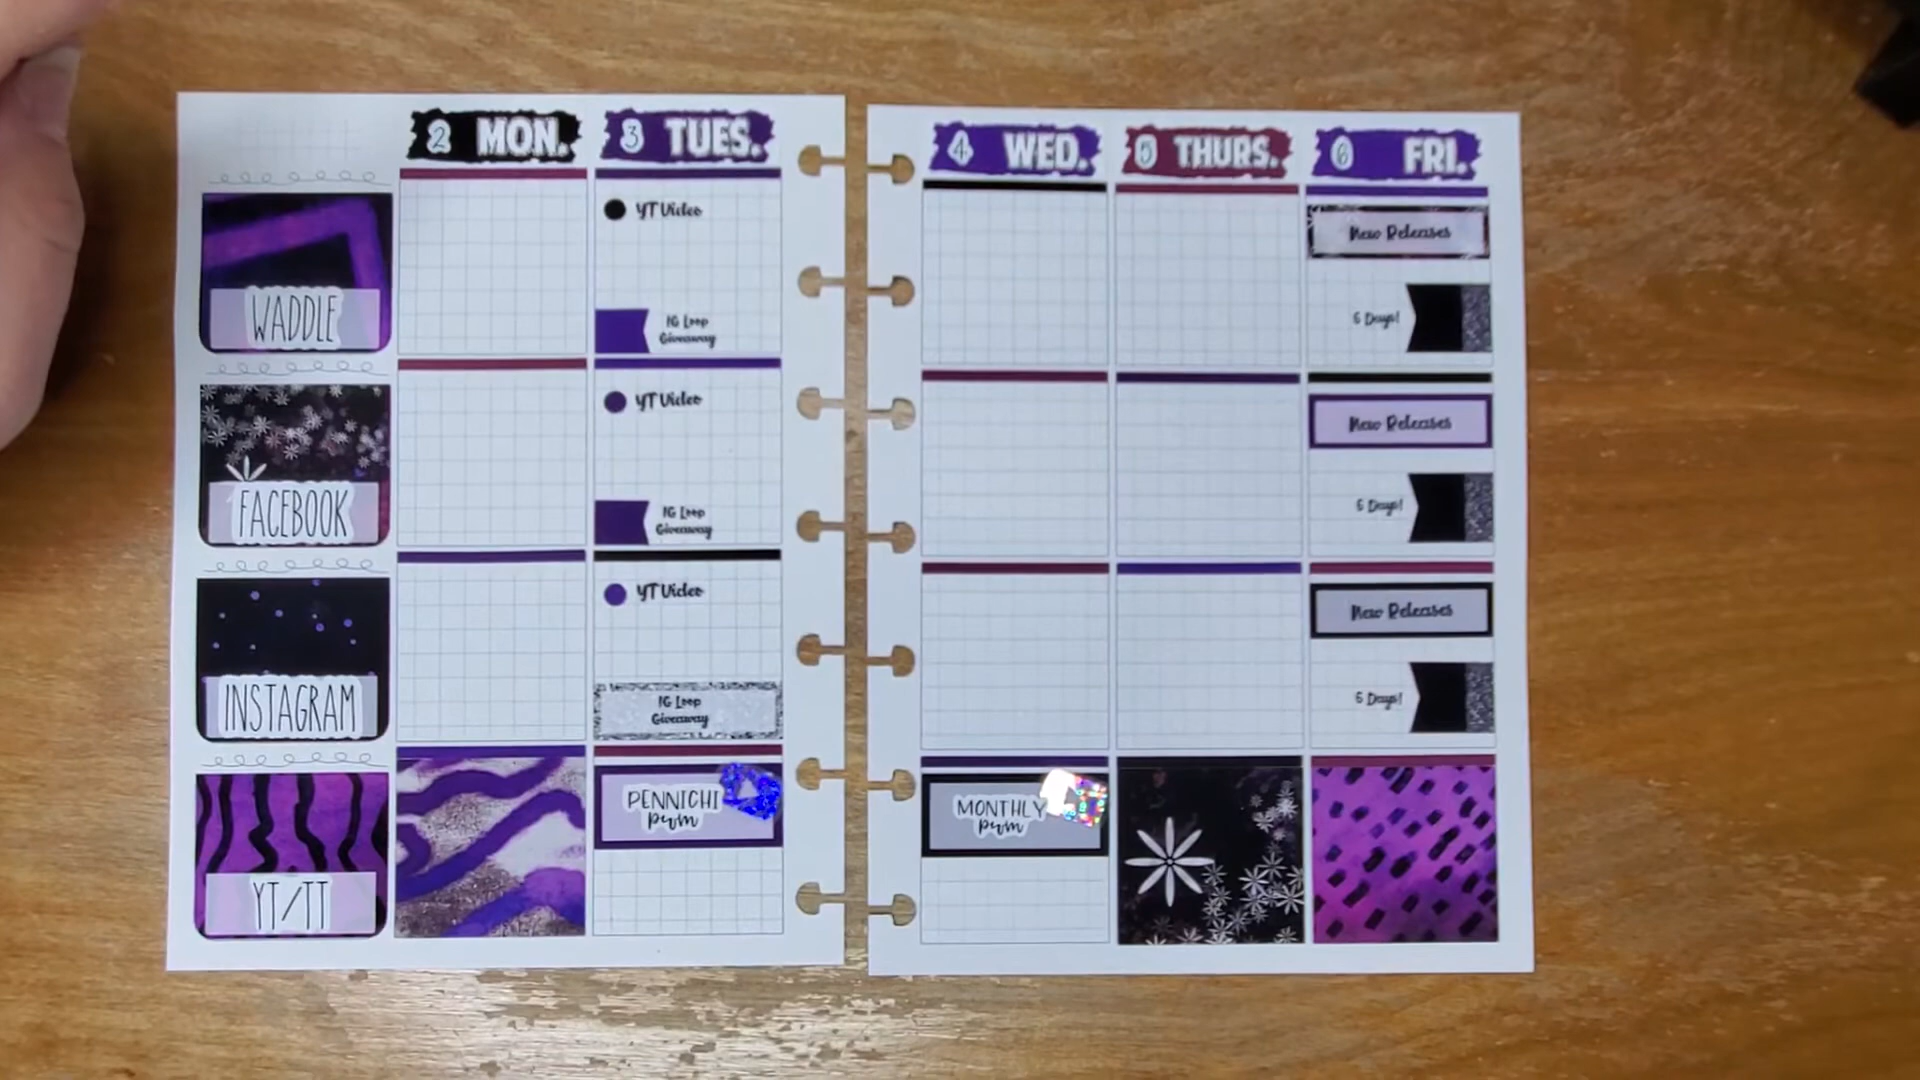 2 MON.
3 TUES.
4 WED.
5 THURS.
6 FRI.
WADDLE
YT Video
IG Loop
Giveaway
New Releases
6 Days!
FACEBOOK
YT Video
IG Loop
Giveaway
New Releases
6 Days!
INSTAGRAM
YT Video
IG Loop
Giveaway
New Releases
6 Days!
YT/TT
PENNICHI
pwm
MONTHLY
pwm